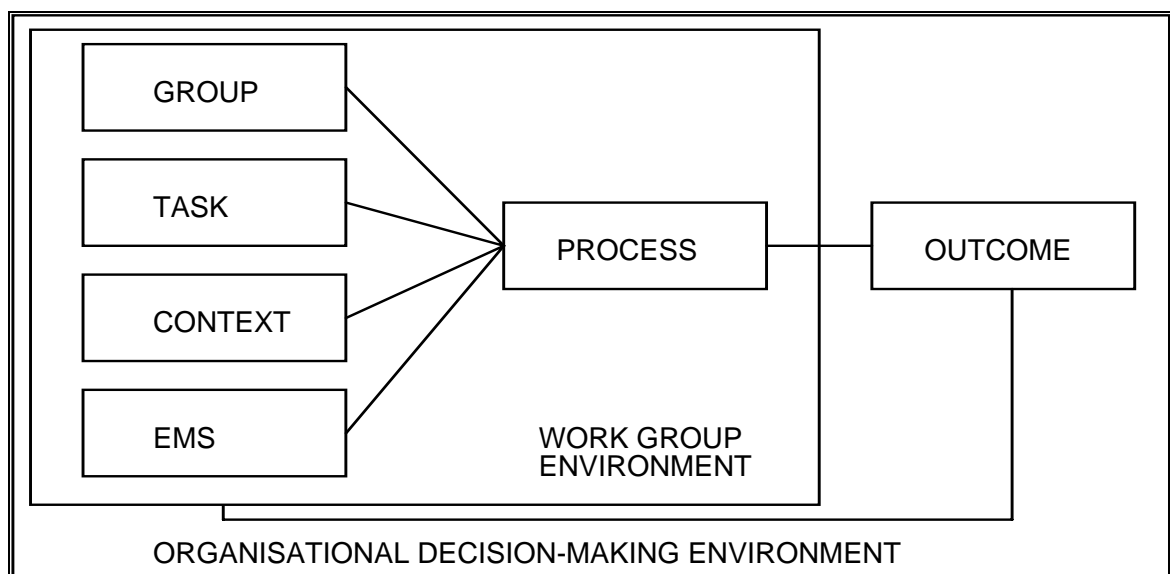 GROUP
TASK
PROCESS
OUTCOME
CONTEXT
EMS
WORK GROUP
ENVIRONMENT
ORGANISATIONAL DECISION-MAKING ENVIRONMENT